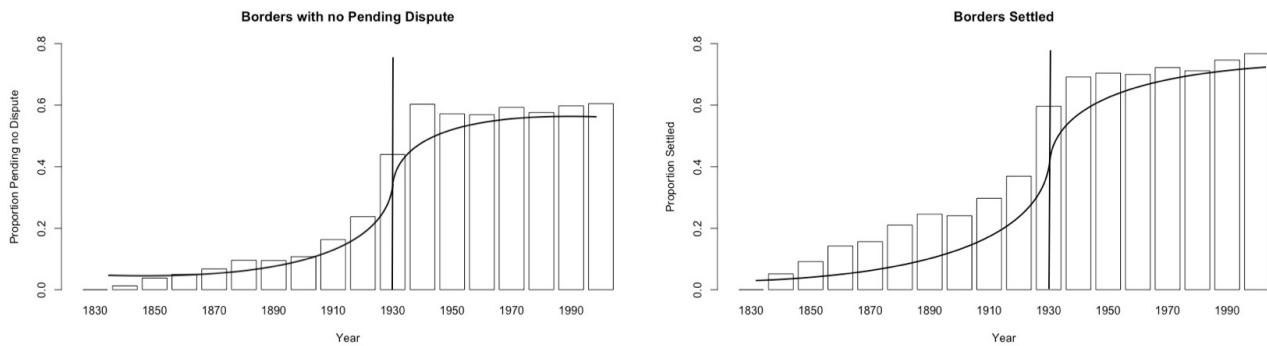 Borders with no Pending Dispute
Proportion Pending no Dispute
0.0 0.2 0.4 0.6 0.8
1830 1850 1870 1890 1910 1930 1950 1970 1990
Year
Borders Settled
Proportion Settled
0.0 0.2 0.4 0.6 0.8
1830 1850 1870 1890 1910 1930 1950 1970 1990
Year